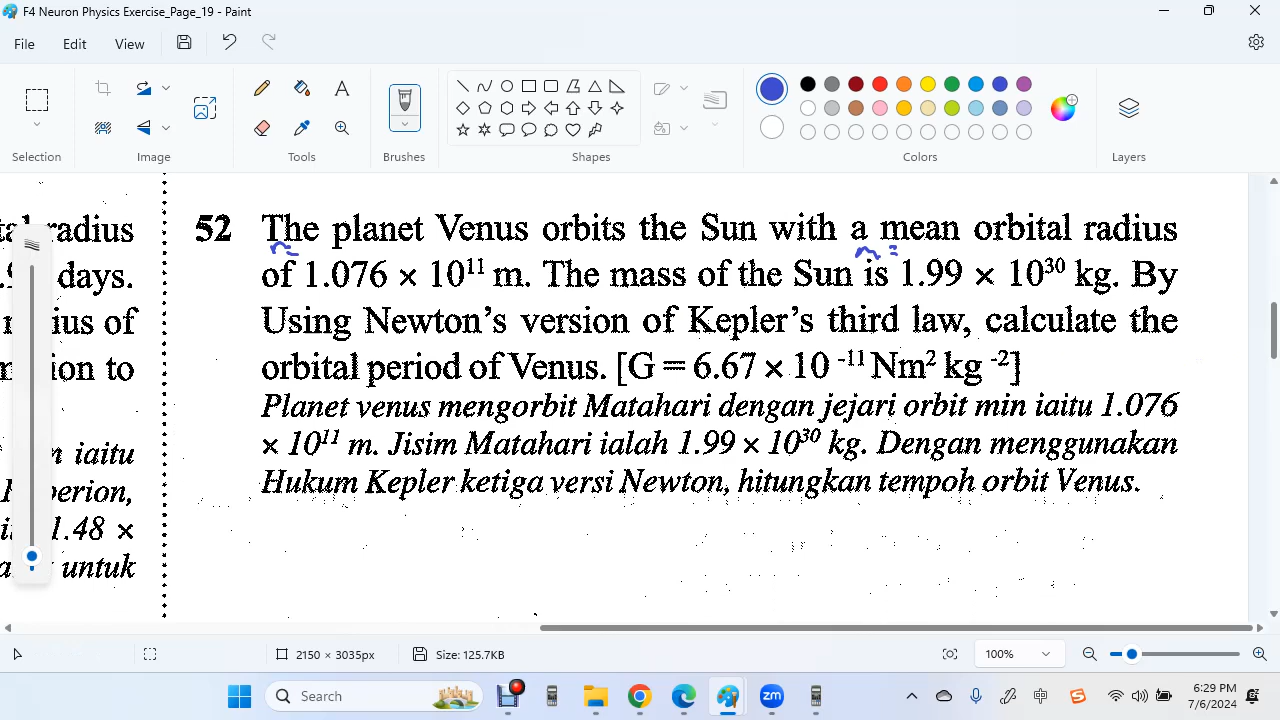 F4 Neuron Physics Exercise_Page_19 - Paint
File Edit View
Selection Image Tools Brushes Shapes Colors Layers
radius
days.
ius of
ion to
iaitu
perion,
1.48 ×
untuk
52 The planet Venus orbits the Sun with a mean orbital radius
of 1.076 × 10¹¹ m. The mass of the Sun is 1.99 × 10³⁰ kg. By
Using Newton's version of Kepler's third law, calculate the
orbital period of Venus. [G = 6.67 × 10 ⁻¹¹ Nm² kg ⁻²]
Planet venus mengorbit Matahari dengan jejari orbit min iaitu 1.076
× 10¹¹ m. Jisim Matahari ialah 1.99 × 10³⁰ kg. Dengan menggunakan
Hukum Kepler ketiga versi Newton, hitungkan tempoh orbit Venus.
2150 × 3035px Size: 125.7KB 100%
Search zm 中 S 6:29 PM
7/6/2024